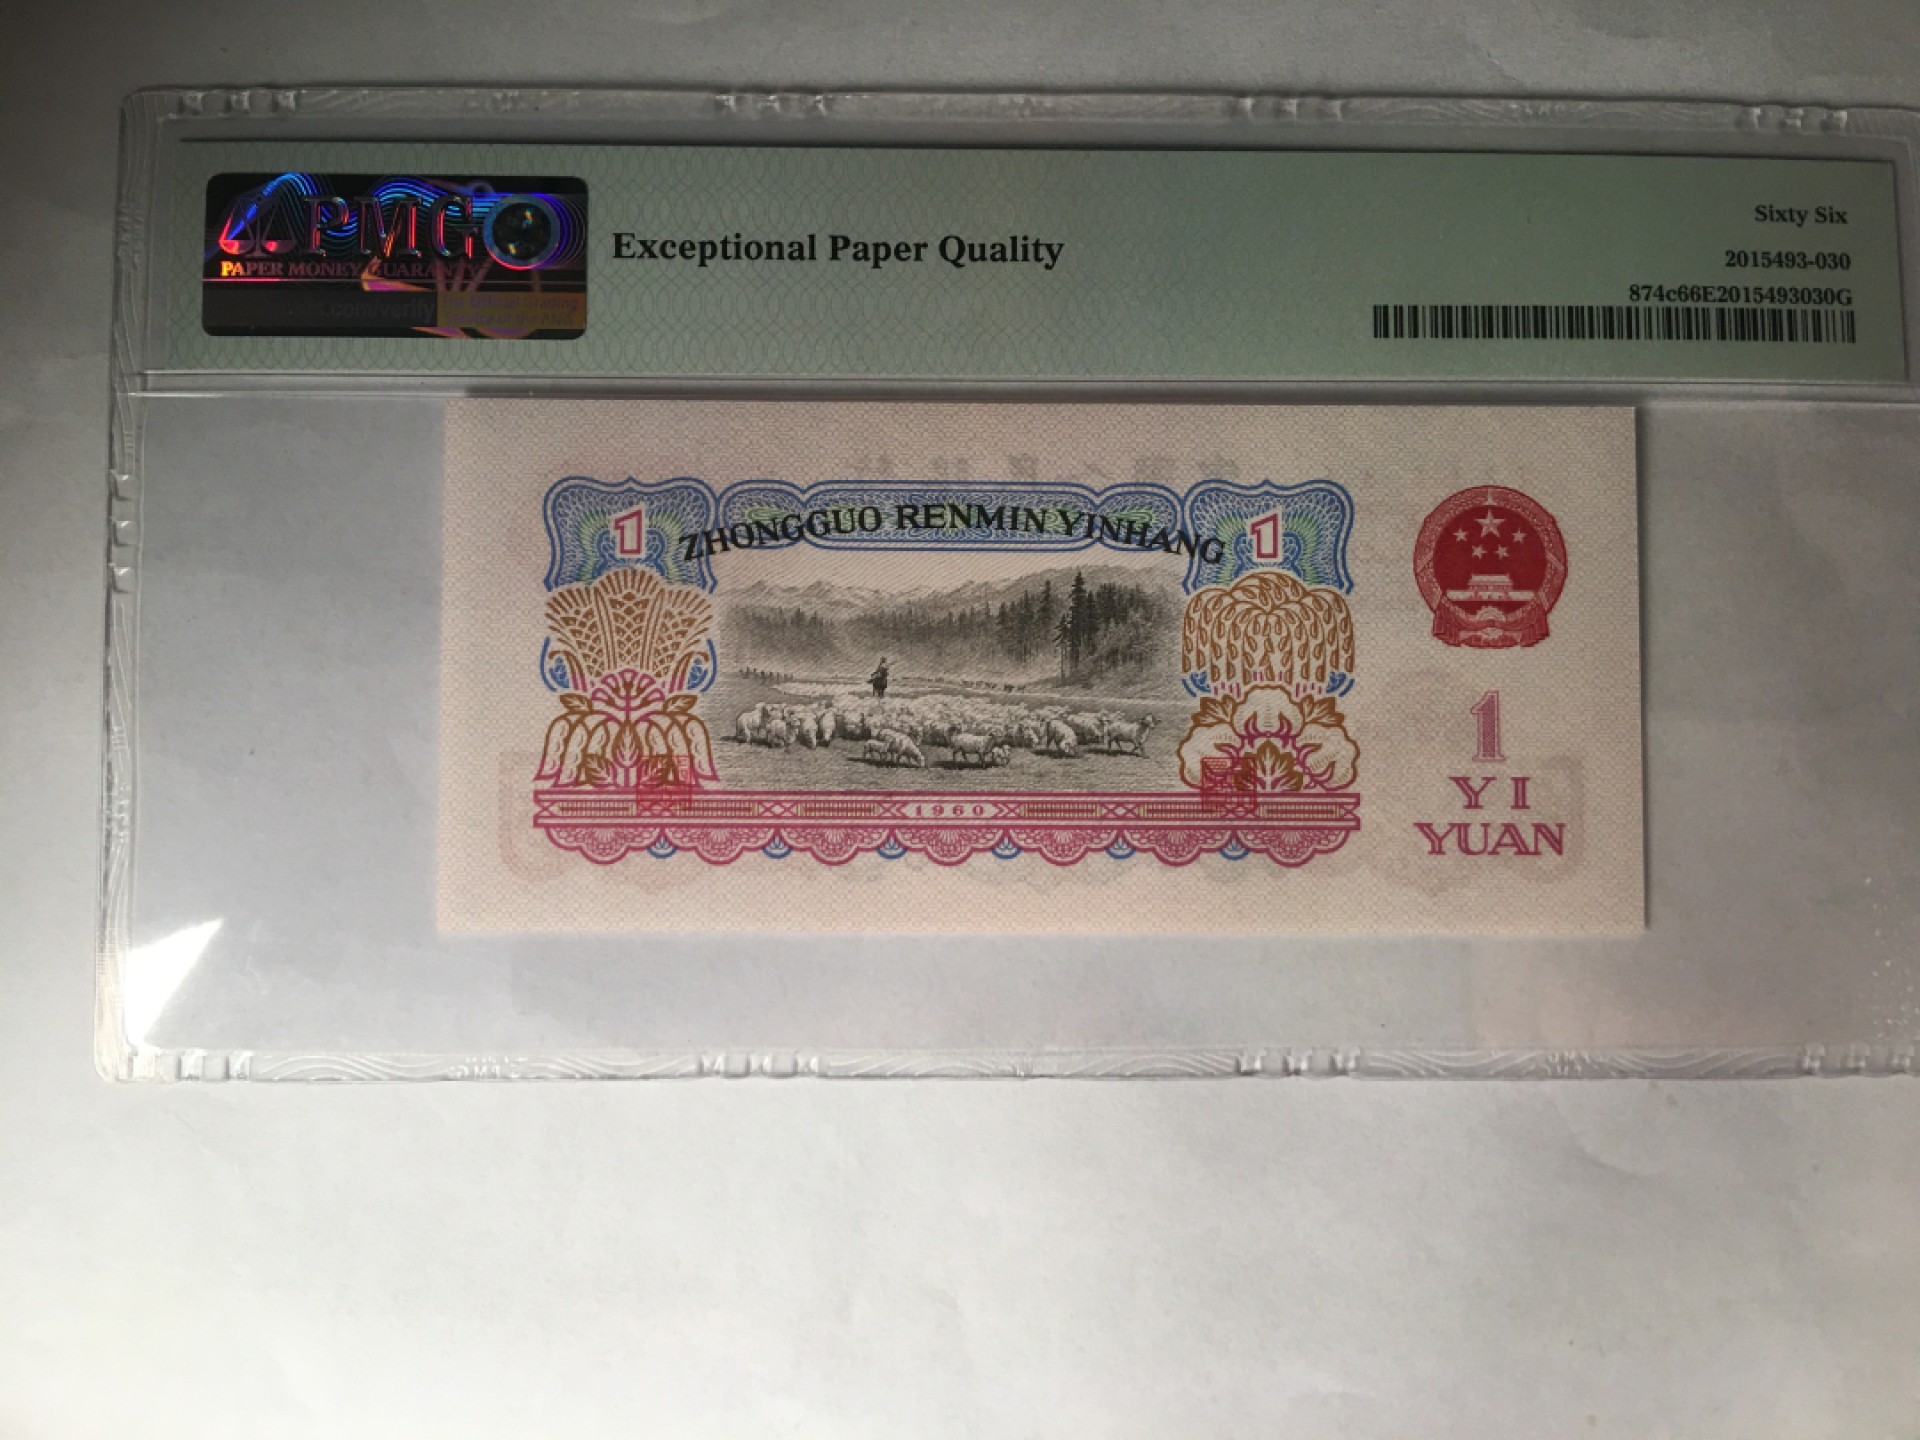 PMG
PAPER MONEY GUARANTY
Exceptional Paper Quality
Sixty Six
2015493-030
874c66E2015493030G
ZHONGGUO RENMIN YINHANG
1
1
1960
1
YI
YUAN